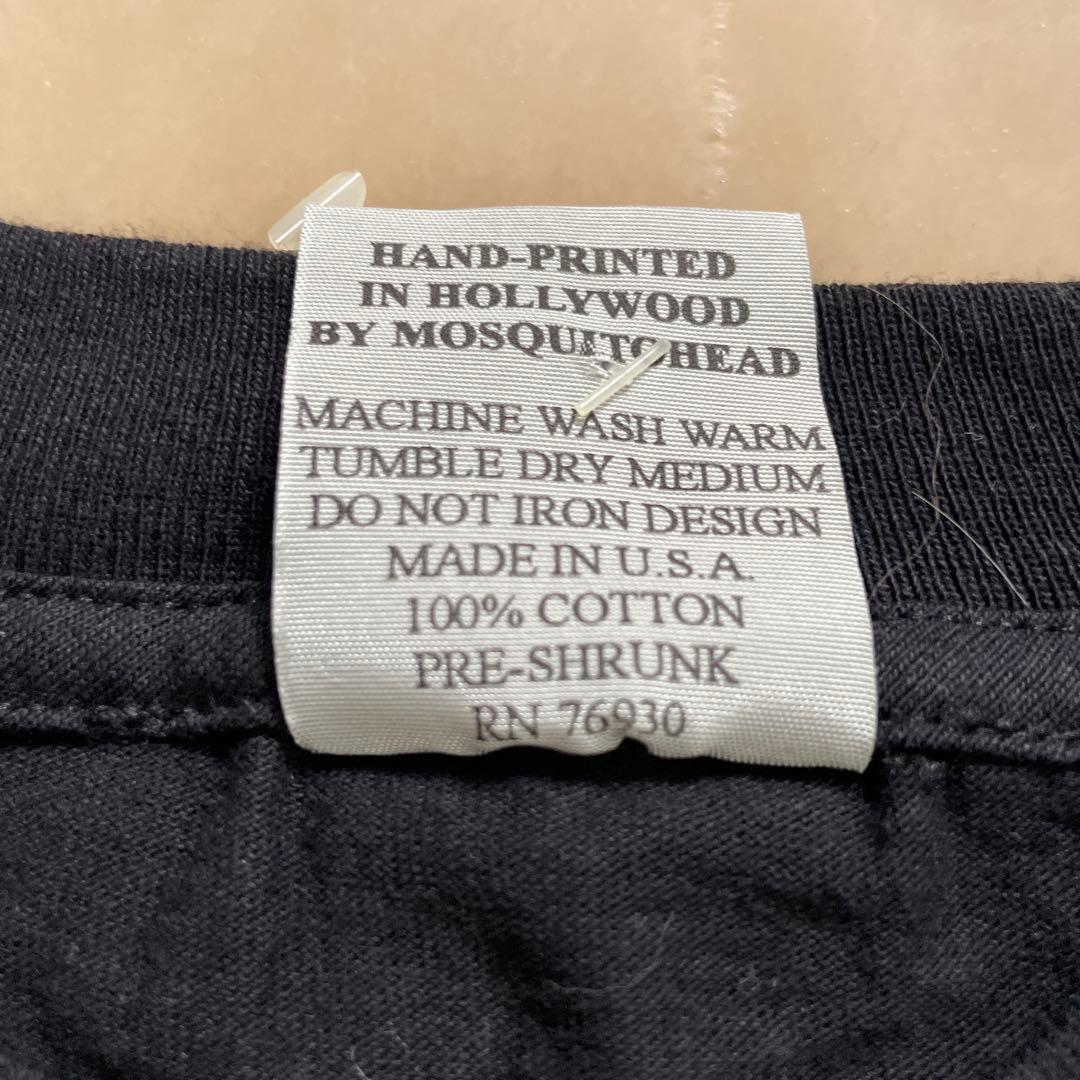 HAND-PRINTED
IN HOLLYWOOD
BY MOSQUITOHEAD
MACHINE WASH WARM
TUMBLE DRY MEDIUM
DO NOT IRON DESIGN
MADE IN U.S.A.
100% COTTON
PRE-SHRUNK
RN 76930